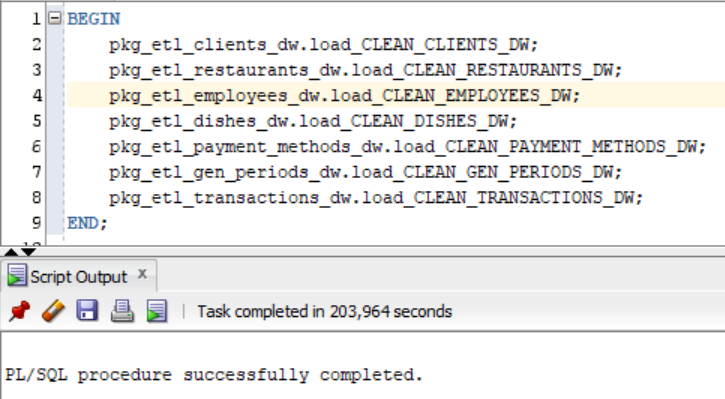 1 BEGIN
2 pkg_etl_clients_dw.load_CLEAN_CLIENTS_DW;
3 pkg_etl_restaurants_dw.load_CLEAN_RESTAURANTS_DW;
4 pkg_etl_employees_dw.load_CLEAN_EMPLOYEES_DW;
5 pkg_etl_dishes_dw.load_CLEAN_DISHES_DW;
6 pkg_etl_payment_methods_dw.load_CLEAN_PAYMENT_METHODS_DW;
7 pkg_etl_gen_periods_dw.load_CLEAN_GEN_PERIODS_DW;
8 pkg_etl_transactions_dw.load_CLEAN_TRANSACTIONS_DW;
9 END;
Script Output x
Task completed in 203,964 seconds
PL/SQL procedure successfully completed.